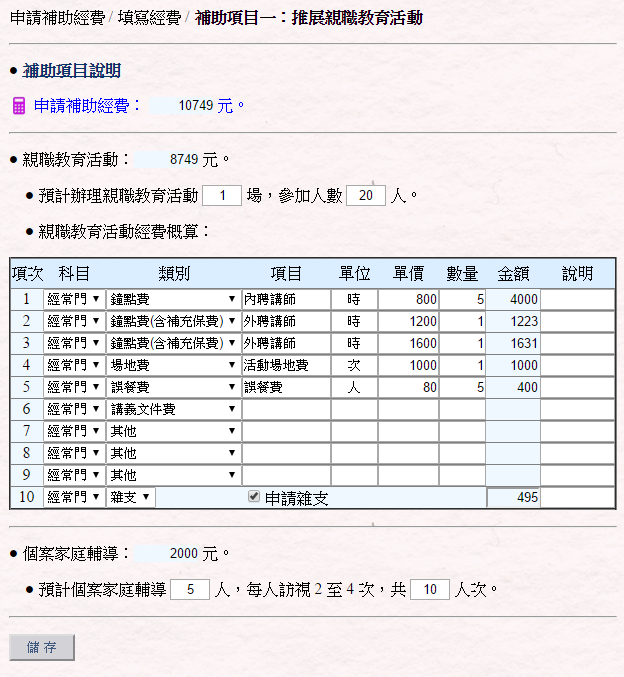 申請補助經費 / 填寫經費 / 補助項目一：推展親職教育活動
● 補助項目說明
申請補助經費： 10749 元。
● 親職教育活動： 8749 元。
● 預計辦理親職教育活動 1 場，參加人數 20 人。
● 親職教育活動經費概算：
項次 科目 類別 項目 單位 單價 數量 金額 說明
1 經常門 鐘點費 內聘講師 時 800 5 4000
2 經常門 鐘點費(含補充保費) 外聘講師 時 1200 1 1223
3 經常門 鐘點費(含補充保費) 外聘講師 時 1600 1 1631
4 經常門 場地費 活動場地費 次 1000 1 1000
5 經常門 誤餐費 誤餐費 人 80 5 400
6 經常門 講義文件費
7 經常門 其他
8 經常門 其他
9 經常門 其他
10 經常門 雜支 申請雜支 495
● 個案家庭輔導： 2000 元。
● 預計個案家庭輔導 5 人，每人訪視 2 至 4 次，共 10 人次。
儲存